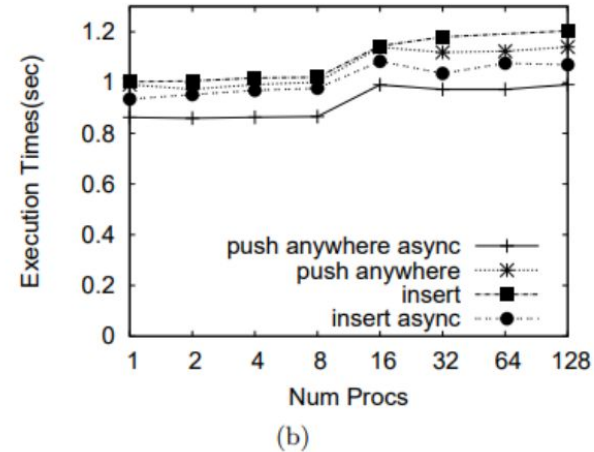 1.2
1
0.8
0.6
0.4
0.2
0
Execution Times(sec)
push anywhere async
push anywhere
insert
insert async
1 2 4 8 16 32 64 128
Num Procs
(b)